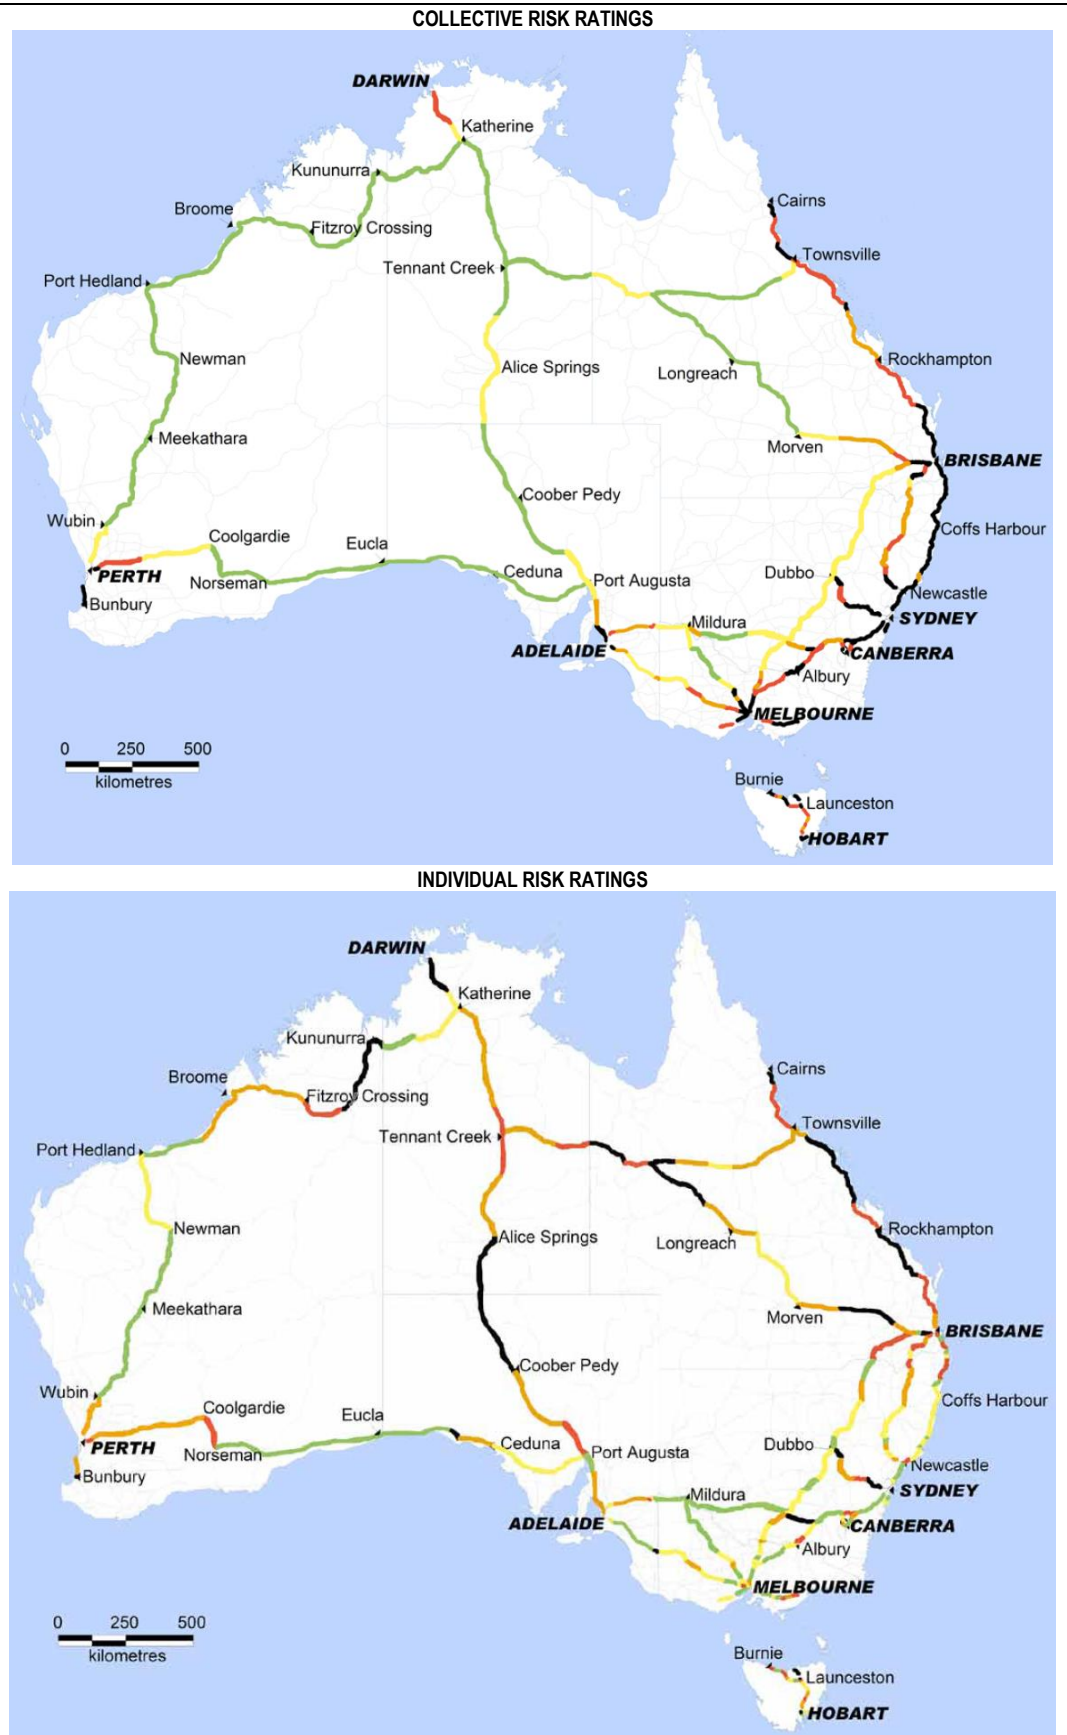 COLLECTIVE RISK RATINGS
DARWIN
Katherine
Kununurra
Cairns
Broome
Fitzroy Crossing
Townsville
Tennant Creek
Port Hedland
Newman
Rockhampton
Alice Springs
Longreach
Meekathara
Morven
BRISBANE
Coober Pedy
Wubin
Coolgardie
Coffs Harbour
Eucla
PERTH
Norseman
Ceduna
Dubbo
Port Augusta
Newcastle
Bunbury
SYDNEY
Mildura
ADELAIDE
CANBERRA
Albury
MELBOURNE
0 250 500
kilometres
Burnie
Launceston
HOBART
INDIVIDUAL RISK RATINGS
DARWIN
Katherine
Kununurra
Cairns
Broome
Fitzroy Crossing
Townsville
Tennant Creek
Port Hedland
Newman
Rockhampton
Alice Springs
Longreach
Meekathara
Morven
BRISBANE
Coober Pedy
Wubin
Coffs Harbour
Coolgardie
Eucla
PERTH
Norseman
Ceduna
Dubbo
Port Augusta
Newcastle
Bunbury
SYDNEY
Mildura
ADELAIDE
CANBERRA
Albury
MELBOURNE
0 250 500
kilometres
Burnie
Launceston
HOBART